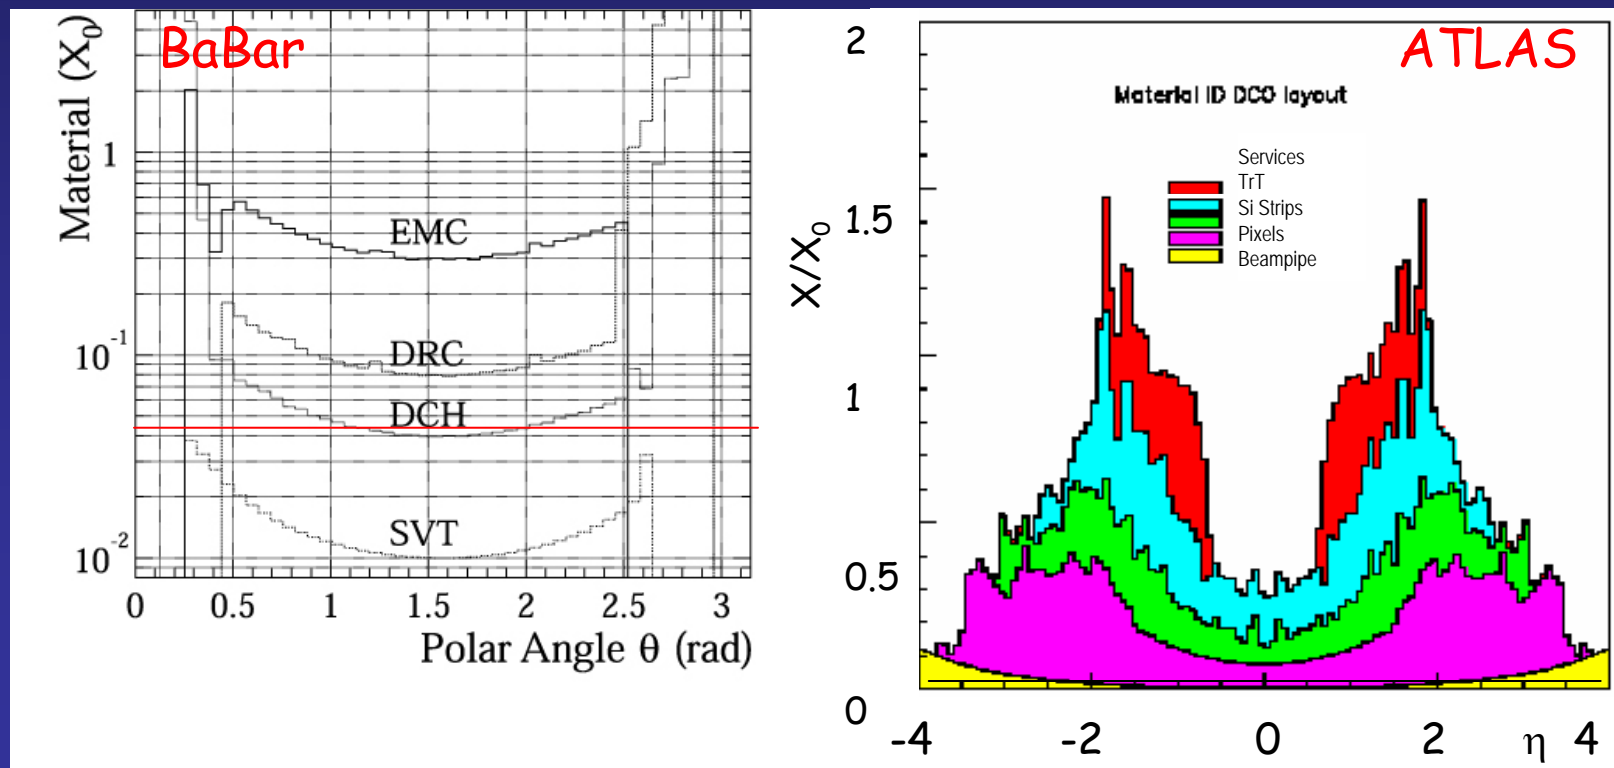 BaBar
Material (X0)
1
10-1
10-2
EMC
DRC
DCH
SVT
0 0.5 1 1.5 2 2.5 3
Polar Angle θ (rad)
ATLAS
Material ID DC0 layout
Services
TrT
Si Strips
Pixels
Beampipe
X/X0
2
1.5
1
0.5
0
-4 -2 0 2 η 4